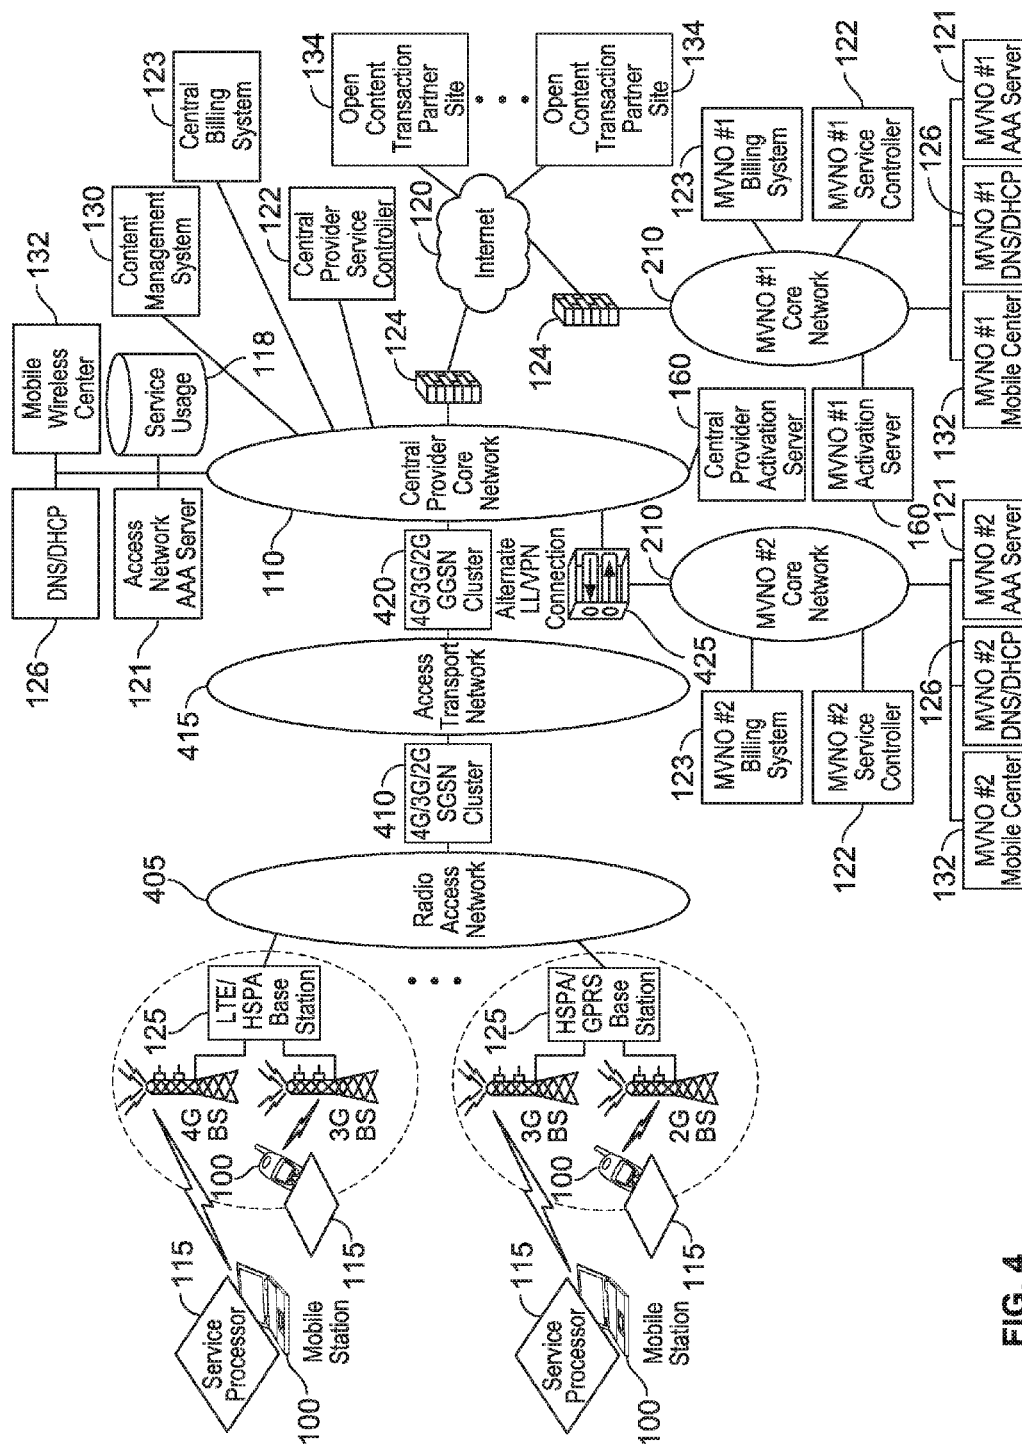 126
DNS/DHCP
Mobile
Wireless
Center
132
121
Access
Network
AAA Server
Service
Usage
118
130
Content
Management
System
123
Central
Billing
System
122
Central
Provider
Service
Controller
134
Open
Content
Transaction
Partner
Site
Open
Content
Transaction
Partner
Site
134
120
Internet
124
124
110
Central
Provider
Core
Network
420
4G/3G/2G
GGSN
Cluster
415
Access
Transport
Network
410
4G/3G/2G
SGSN
Cluster
405
Radio
Access
Network
125
LTE/
HSPA
Base
Station
4G
BS
3G
BS
100
115
115
Service
Processor
100
Mobile
Station
125
HSPA/
GPRS
Base
Station
3G
BS
2G
BS
100
115
115
Service
Processor
100
Mobile
Station
Alternate
LL/VPN
Connection
425
160
Central
Provider
Activation
Server
MVNO #1
Activation
Server
160
210
MVNO #1
Core
Network
123
MVNO #1
Billing
System
122
MVNO #1
Service
Controller
132
MVNO #1
Mobile Center
126
MVNO #1
DNS/DHCP
121
MVNO #1
AAA Server
210
MVNO #2
Core
Network
123
MVNO #2
Billing
System
122
MVNO #2
Service
Controller
132
MVNO #2
Mobile Center
126
MVNO #2
DNS/DHCP
121
MVNO #2
AAA Server
FIG. 4